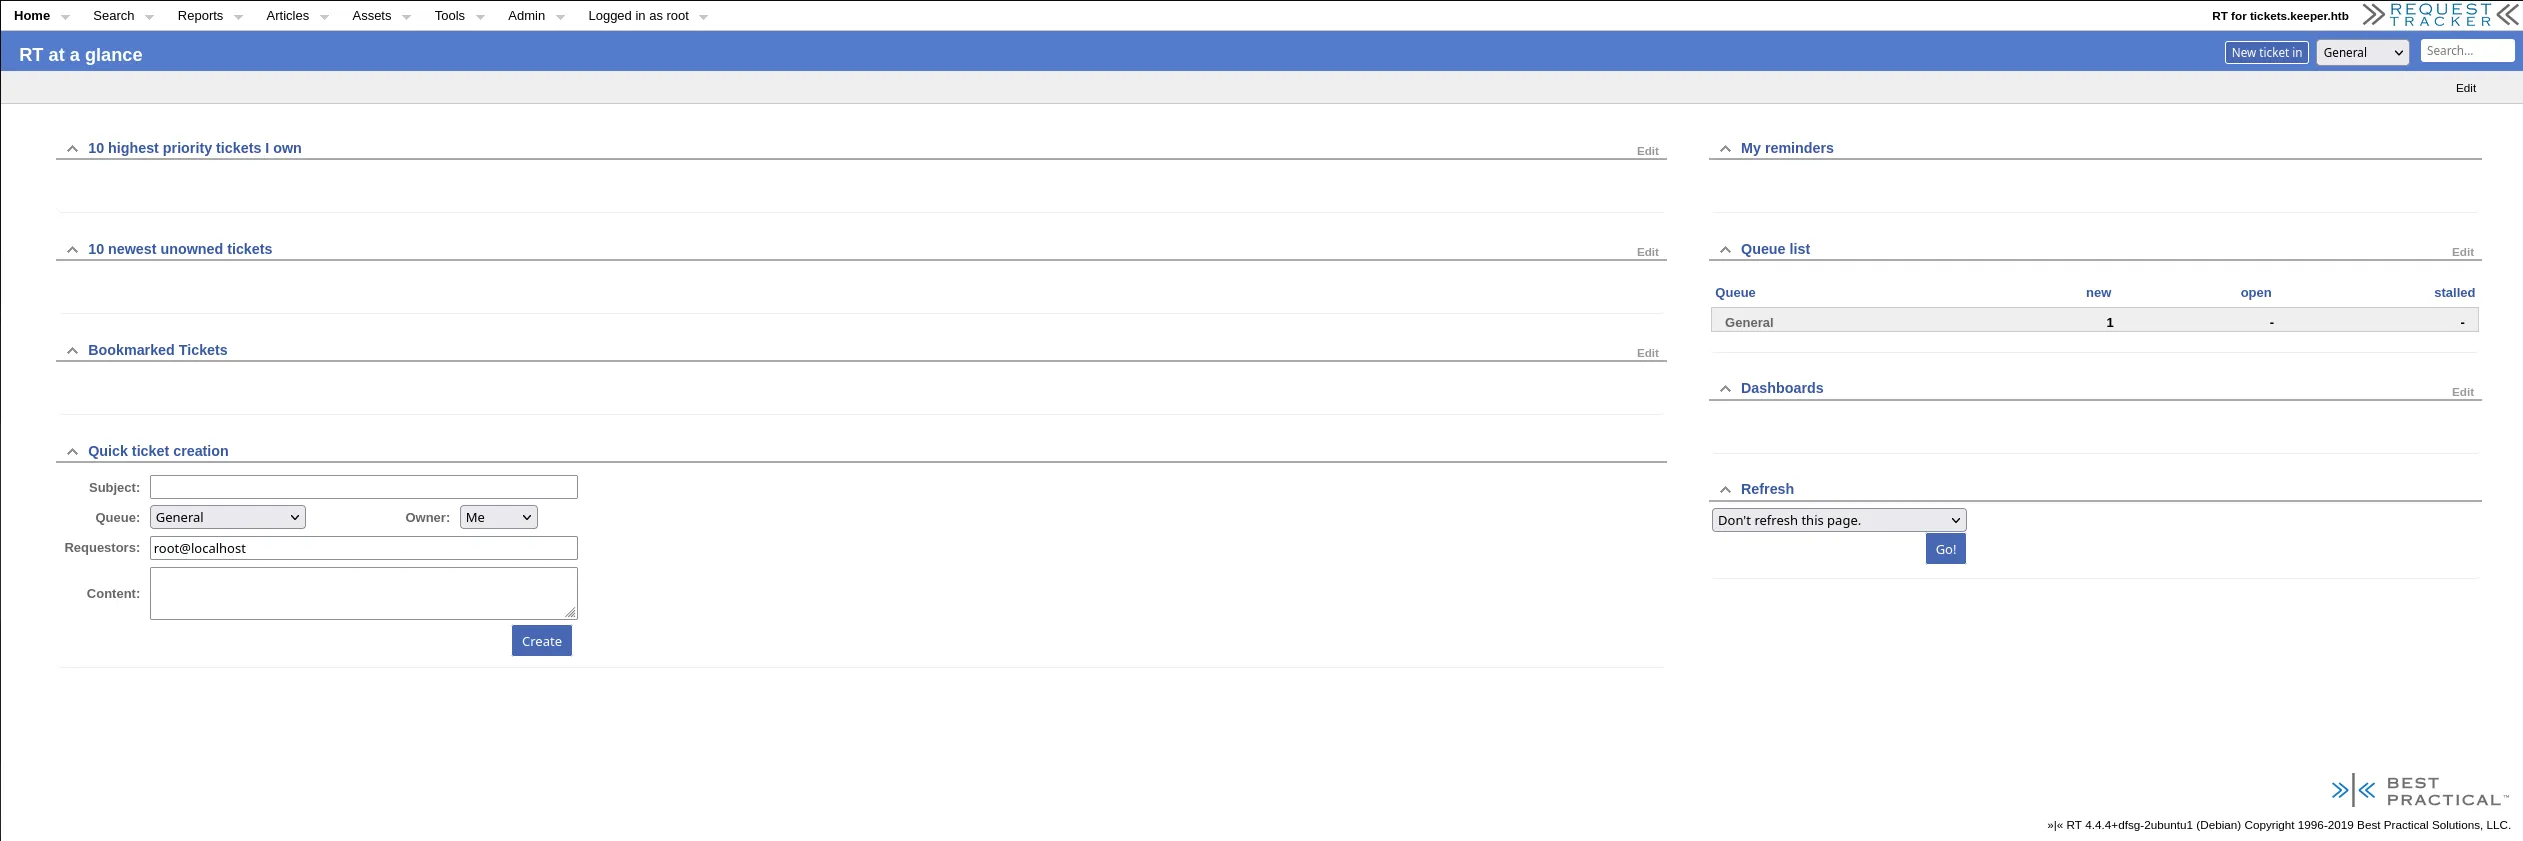 Home Search Reports Articles Assets Tools Admin Logged in as root RT for tickets.keeper.htb REQUEST TRACKER
RT at a glance New ticket in General Search...
Edit
10 highest priority tickets I own Edit
10 newest unowned tickets Edit
Bookmarked Tickets Edit
Quick ticket creation
Subject:
Queue: General Owner: Me
Requestors: root@localhost
Content:
Create
My reminders
Queue list Edit
Queue new open stalled
General 1 - -
Dashboards Edit
Refresh
Don't refresh this page.
Go!
BEST
PRACTICAL™
»|« RT 4.4.4+dfsg-2ubuntu1 (Debian) Copyright 1996-2019 Best Practical Solutions, LLC.